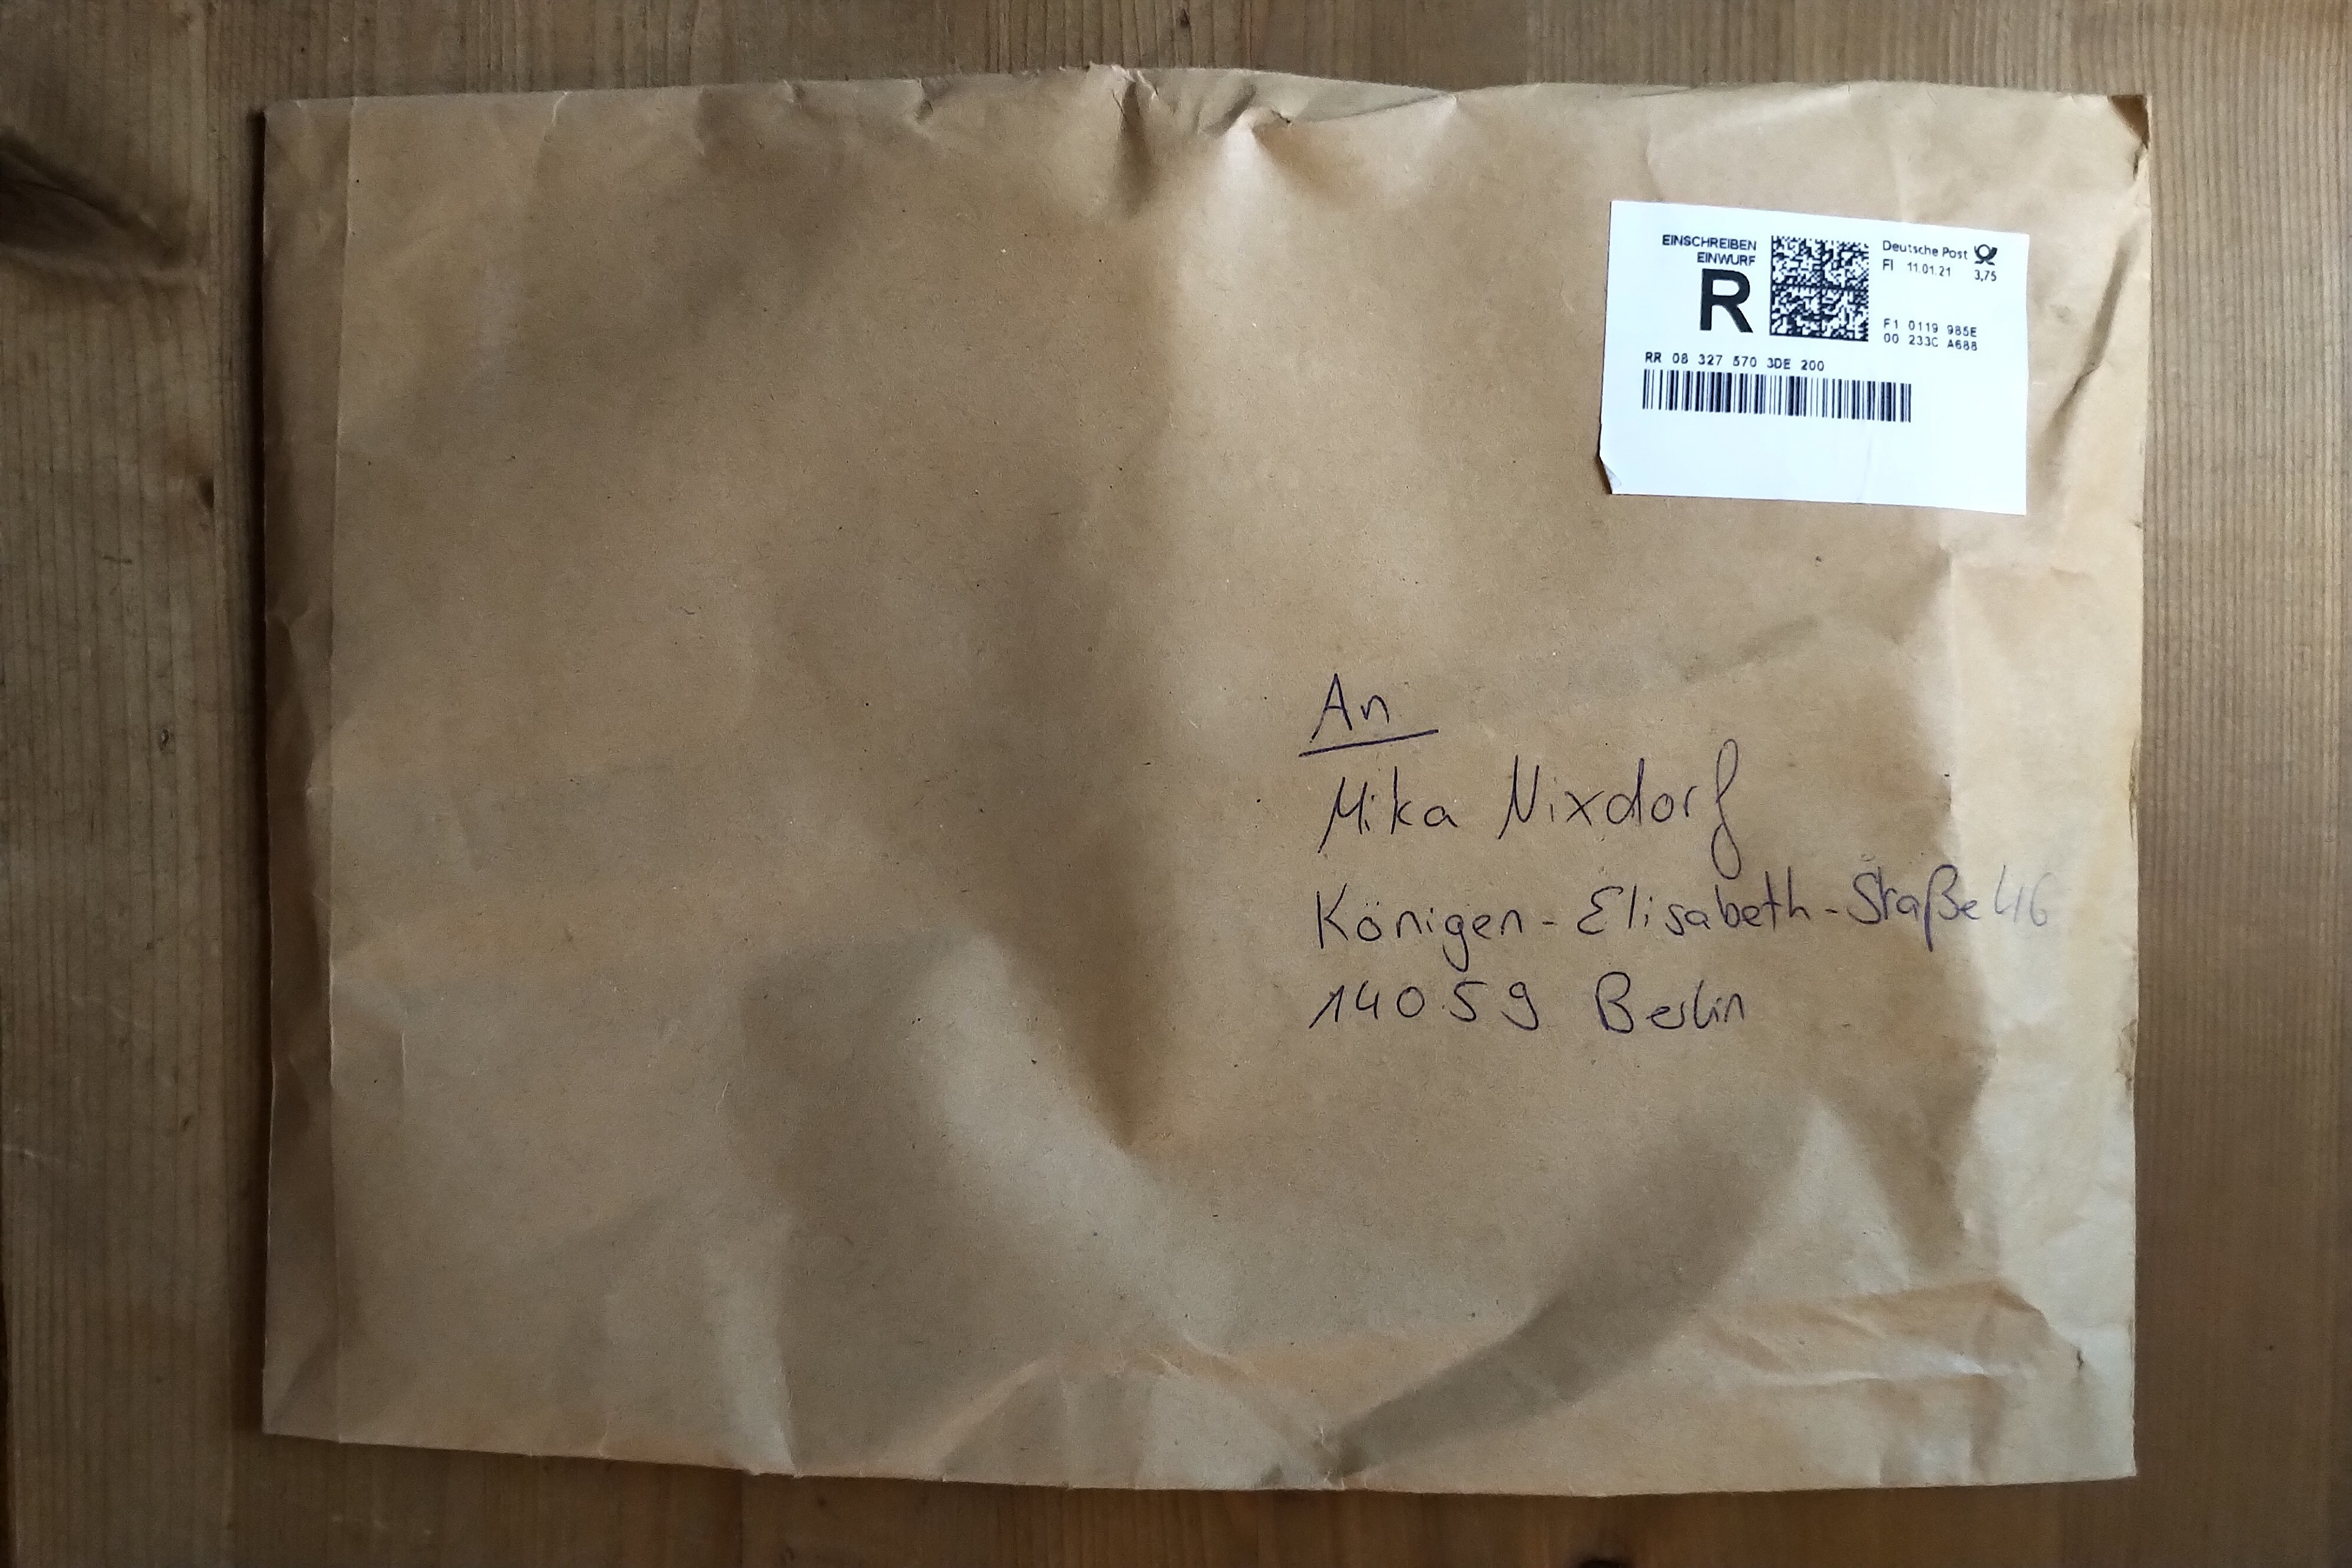 EINSCHREIBEN
EINWURF
R
Deutsche Post
FI 11.01.21 3,75
F1 0119 985E
00 233C A688
RR 08 327 570 3DE 200
An
Mika Nixdorf
Königen-Elisabeth-Straße 46
14059 Berlin